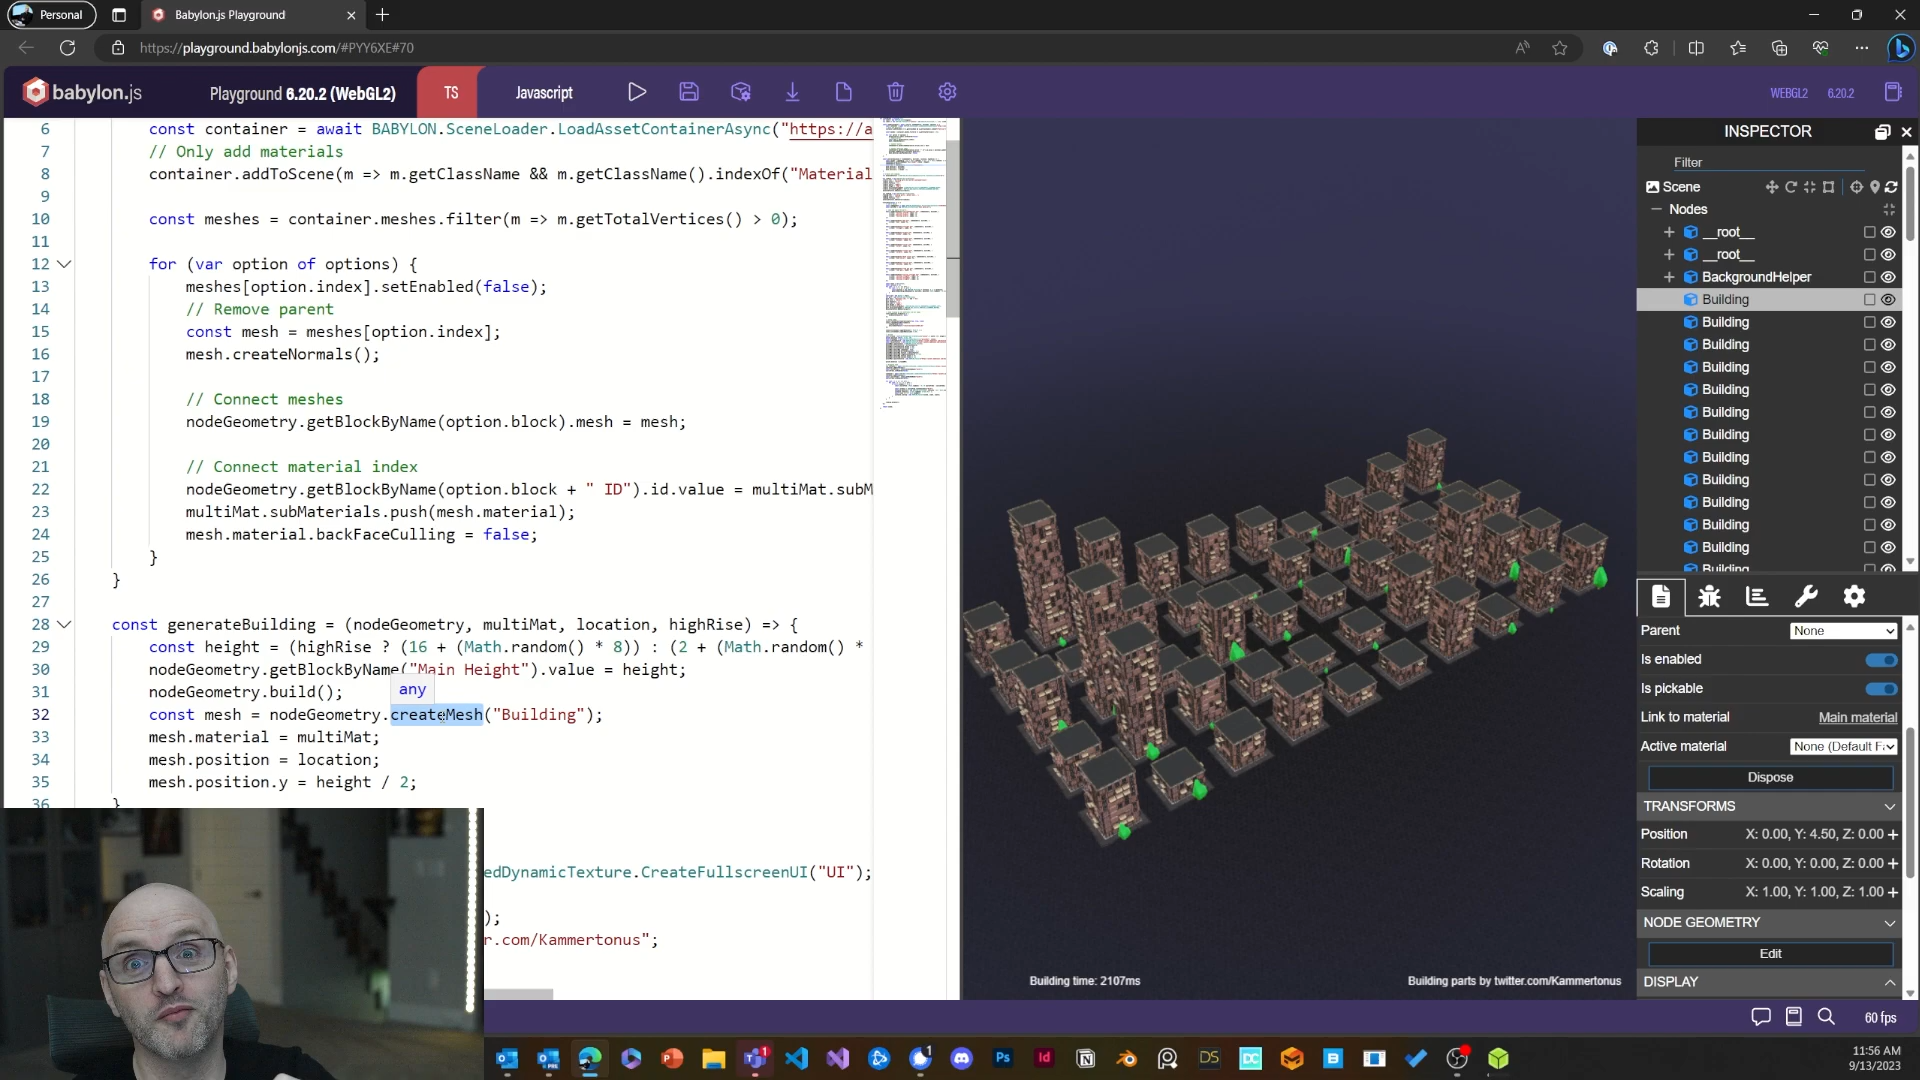 Personal
Babylon.js Playground
https://playground.babylonjs.com/#PYY6XE#70
babylon.js
Playground 6.20.2 (WebGL2)
TS
Javascript
WEBGL2
6.20.2
6 const container = await BABYLON.SceneLoader.LoadAssetContainerAsync("https://a
7 // Only add materials
8 container.addToScene(m => m.getClassName && m.getClassName().indexOf("Material
9
10 const meshes = container.meshes.filter(m => m.getTotalVertices() > 0);
11
12 for (var option of options) {
13 meshes[option.index].setEnabled(false);
14 // Remove parent
15 const mesh = meshes[option.index];
16 mesh.createNormals();
17
18 // Connect meshes
19 nodeGeometry.getBlockByName(option.block).mesh = mesh;
20
21 // Connect material index
22 nodeGeometry.getBlockByName(option.block + " ID").id.value = multiMat.subM
23 multiMat.subMaterials.push(mesh.material);
24 mesh.material.backFaceCulling = false;
25 }
26 }
27
28 const generateBuilding = (nodeGeometry, multiMat, location, highRise) => {
29 const height = (highRise ? (16 + (Math.random() * 8)) : (2 + (Math.random() *
30 nodeGeometry.getBlockByName("Main Height").value = height;
31 nodeGeometry.build();
any
32 const mesh = nodeGeometry.createMesh("Building");
33 mesh.material = multiMat;
34 mesh.position = location;
35 mesh.position.y = height / 2;
36 }
edDynamicTexture.CreateFullscreenUI("UI");
);
r.com/Kammertonus";
Building time: 2107ms
Building parts by twitter.com/Kammertonus
INSPECTOR
Filter
Scene
Nodes
__root__
__root__
BackgroundHelper
Building
Building
Building
Building
Building
Building
Building
Building
Building
Building
Building
Building
Building
Parent None
Is enabled
Is pickable
Link to material Main material
Active material None (Default F
Dispose
TRANSFORMS
Position X: 0.00, Y: 4.50, Z: 0.00
Rotation X: 0.00, Y: 0.00, Z: 0.00
Scaling X: 1.00, Y: 1.00, Z: 1.00
NODE GEOMETRY
Edit
DISPLAY
60 fps
Ps
Id
DS
DC
B
11:56 AM
9/13/2023